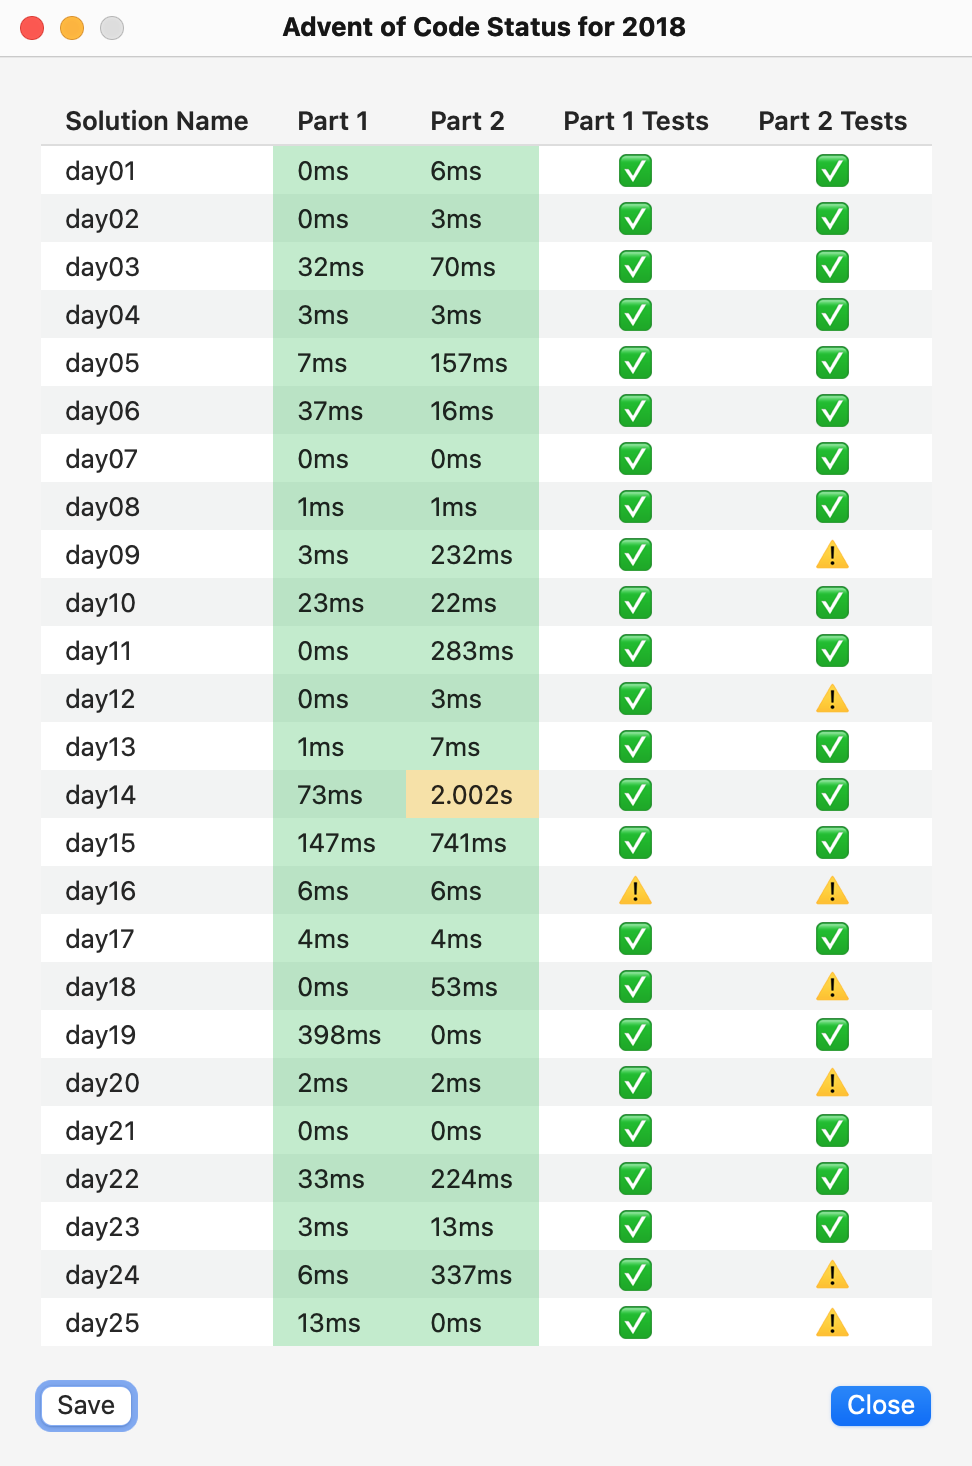 Advent of Code Status for 2018
Solution Name Part 1 Part 2 Part 1 Tests Part 2 Tests
day01 0ms 6ms ✅ ✅
day02 0ms 3ms ✅ ✅
day03 32ms 70ms ✅ ✅
day04 3ms 3ms ✅ ✅
day05 7ms 157ms ✅ ✅
day06 37ms 16ms ✅ ✅
day07 0ms 0ms ✅ ✅
day08 1ms 1ms ✅ ✅
day09 3ms 232ms ✅ ⚠️
day10 23ms 22ms ✅ ✅
day11 0ms 283ms ✅ ✅
day12 0ms 3ms ✅ ⚠️
day13 1ms 7ms ✅ ✅
day14 73ms 2.002s ✅ ✅
day15 147ms 741ms ✅ ✅
day16 6ms 6ms ⚠️ ⚠️
day17 4ms 4ms ✅ ✅
day18 0ms 53ms ✅ ⚠️
day19 398ms 0ms ✅ ✅
day20 2ms 2ms ✅ ⚠️
day21 0ms 0ms ✅ ✅
day22 33ms 224ms ✅ ✅
day23 3ms 13ms ✅ ✅
day24 6ms 337ms ✅ ⚠️
day25 13ms 0ms ✅ ⚠️
Save Close